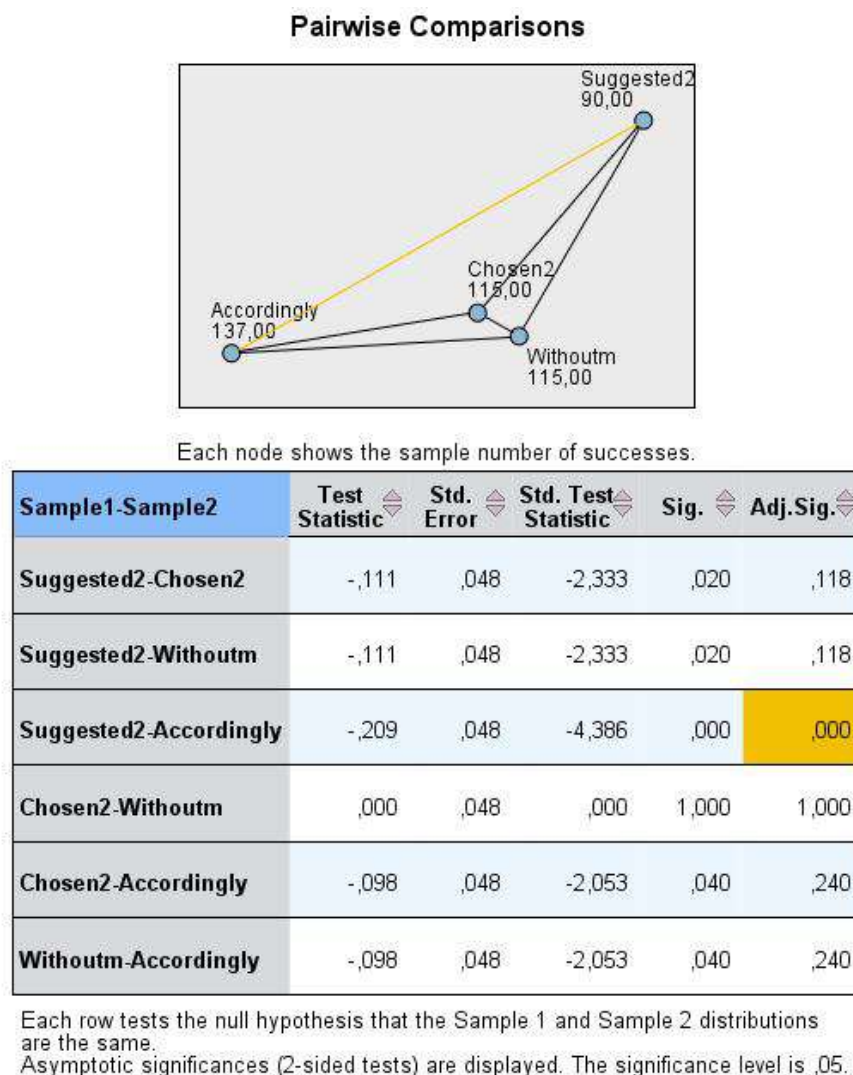 Pairwise Comparisons
Suggested2
90,00
Chosen2
115,00
Accordingly
137,00
Withoutm
115,00
Each node shows the sample number of successes.
Sample1-Sample2 Test Statistic Std. Error Std. Test Statistic Sig. Adj.Sig.
Suggested2-Chosen2 -,111 ,048 -2,333 ,020 ,118
Suggested2-Withoutm -,111 ,048 -2,333 ,020 ,118
Suggested2-Accordingly -,209 ,048 -4,386 ,000 ,000
Chosen2-Withoutm ,000 ,048 ,000 1,000 1,000
Chosen2-Accordingly -,098 ,048 -2,053 ,040 ,240
Withoutm-Accordingly -,098 ,048 -2,053 ,040 ,240
Each row tests the null hypothesis that the Sample 1 and Sample 2 distributions
are the same.
Asymptotic significances (2-sided tests) are displayed. The significance level is ,05.